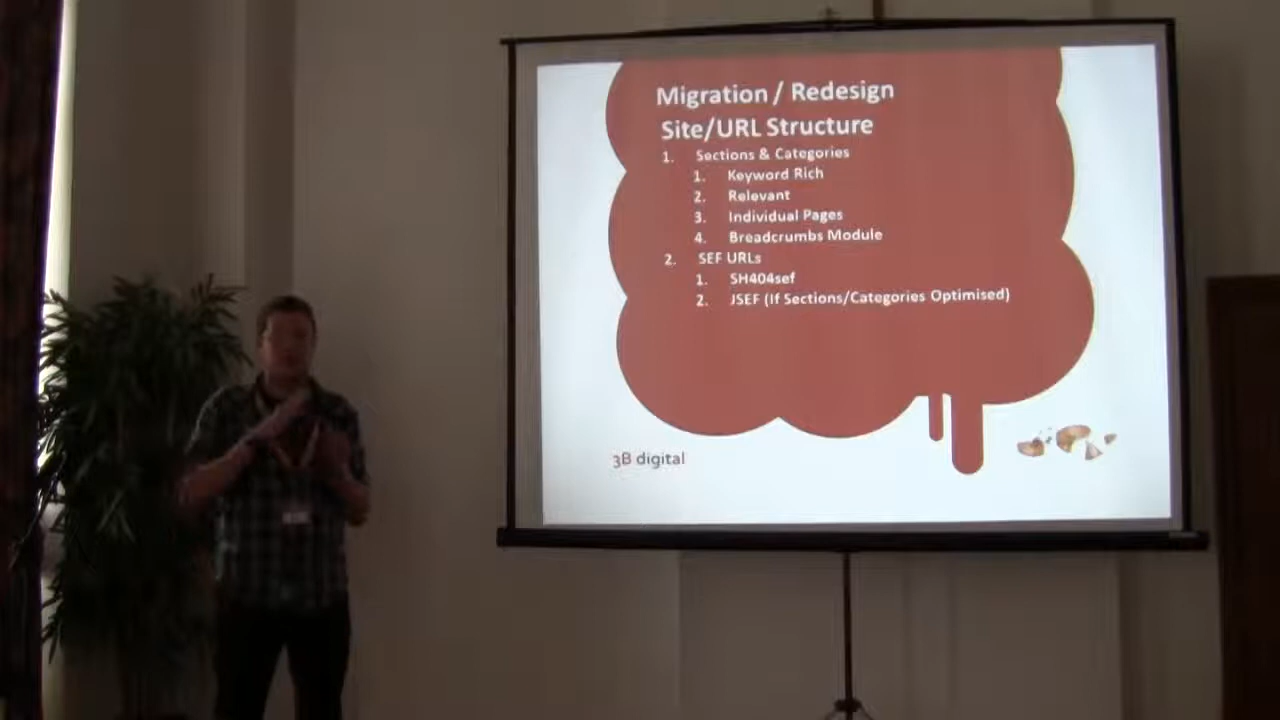 Migration / Redesign
Site/URL Structure
1. Sections & Categories
1. Keyword Rich
2. Relevant
3. Individual Pages
4. Breadcrumbs Module
2. SEF URLs
1. SH404sef
2. JSEF (If Sections/Categories Optimised)
3B digital